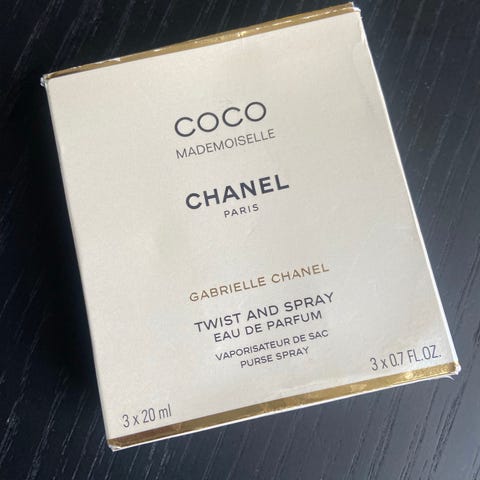 COCO
MADEMOISELLE
CHANEL
PARIS
GABRIELLE CHANEL
TWIST AND SPRAY
EAU DE PARFUM
VAPORISATEUR DE SAC
PURSE SPRAY
3 x 20 ml
3 x 0.7 FL.OZ.